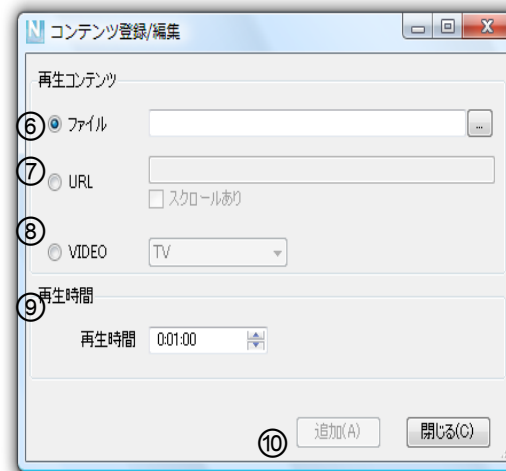 コンテンツ登録/編集
再生コンテンツ
⑥ ファイル ...
⑦ URL
スクロールあり
⑧ VIDEO TV
⑨ 再生時間
再生時間 0:01:00
⑩ 追加(A) 閉じる(C)